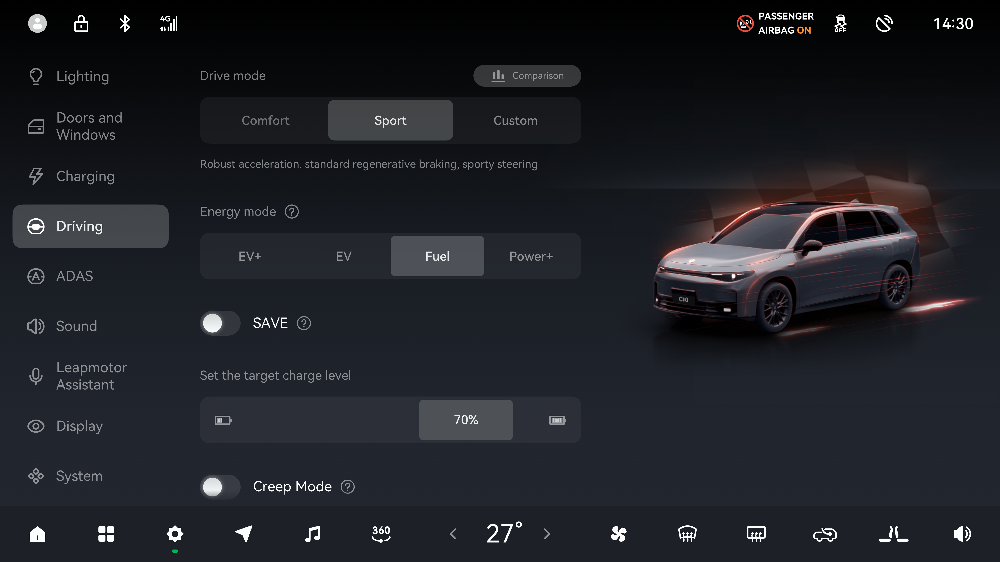 4G
PASSENGER
AIRBAG ON
OFF
14:30
Lighting
Doors and
Windows
Charging
Driving
ADAS
Sound
Leapmotor
Assistant
Display
System
Drive mode
Comparison
Comfort
Sport
Custom
Robust acceleration, standard regenerative braking, sporty steering
Energy mode
EV+
EV
Fuel
Power+
SAVE
Set the target charge level
70%
Creep Mode
C10
360
27°